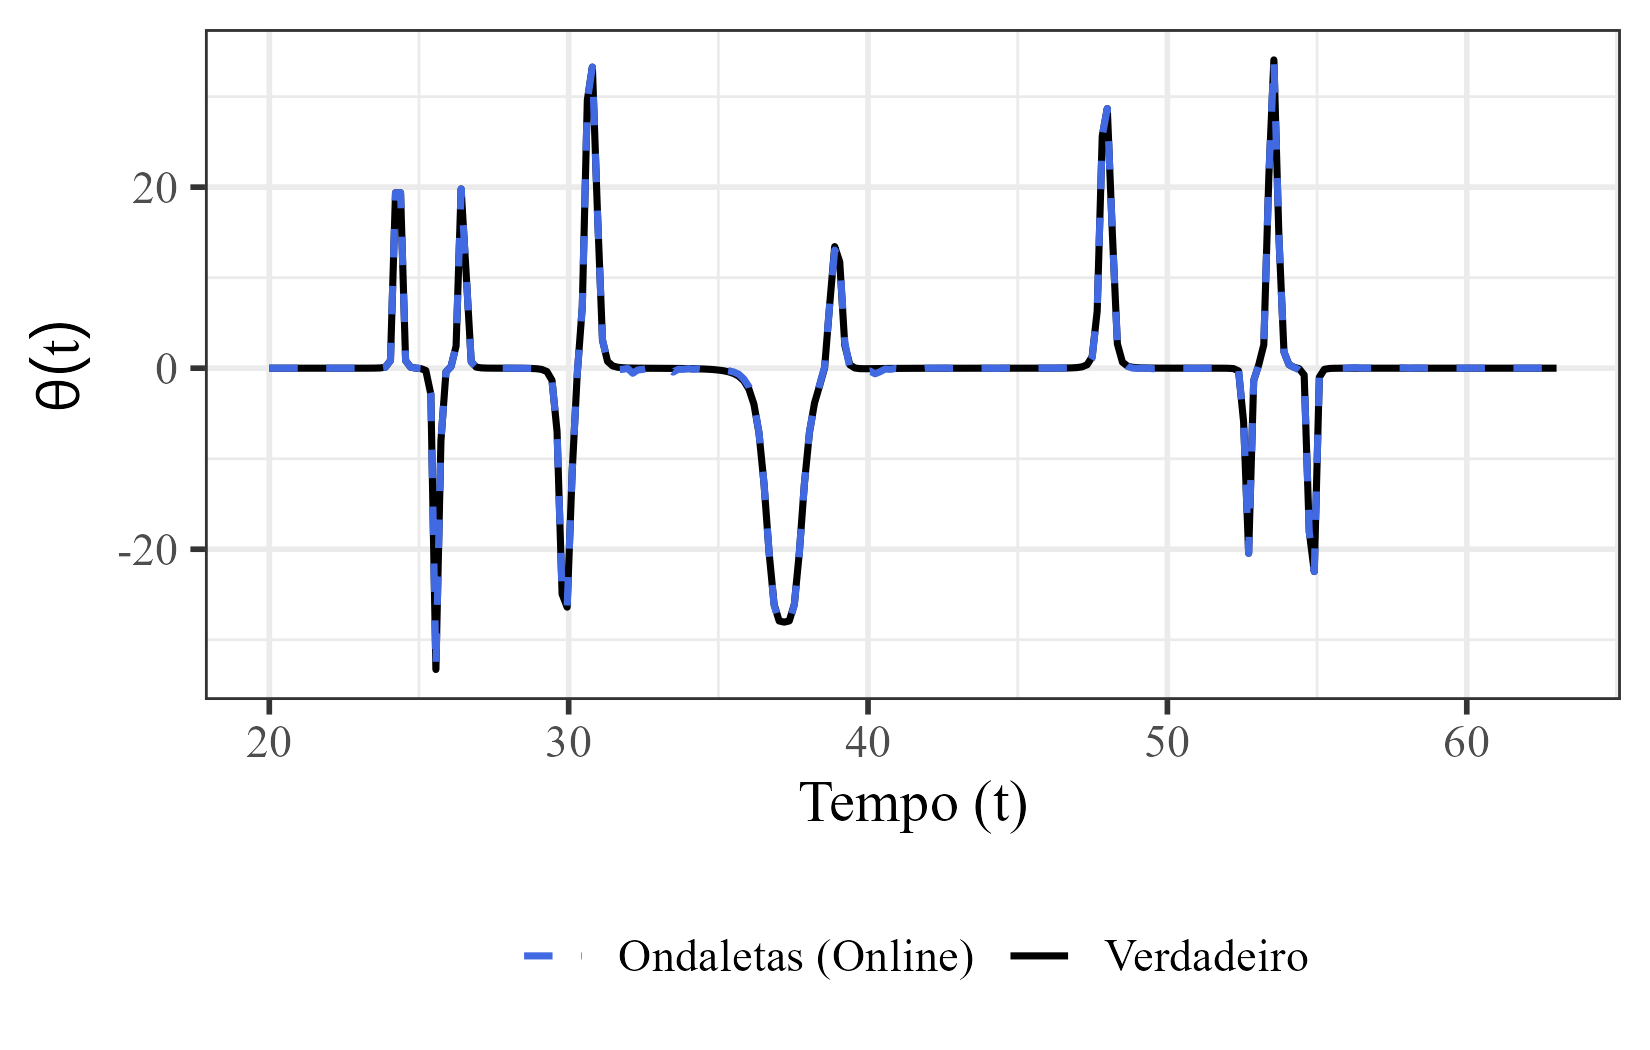 θ(t)
20
0
-20
20 30 40 50 60
Tempo (t)
Ondaletas (Online) Verdadeiro